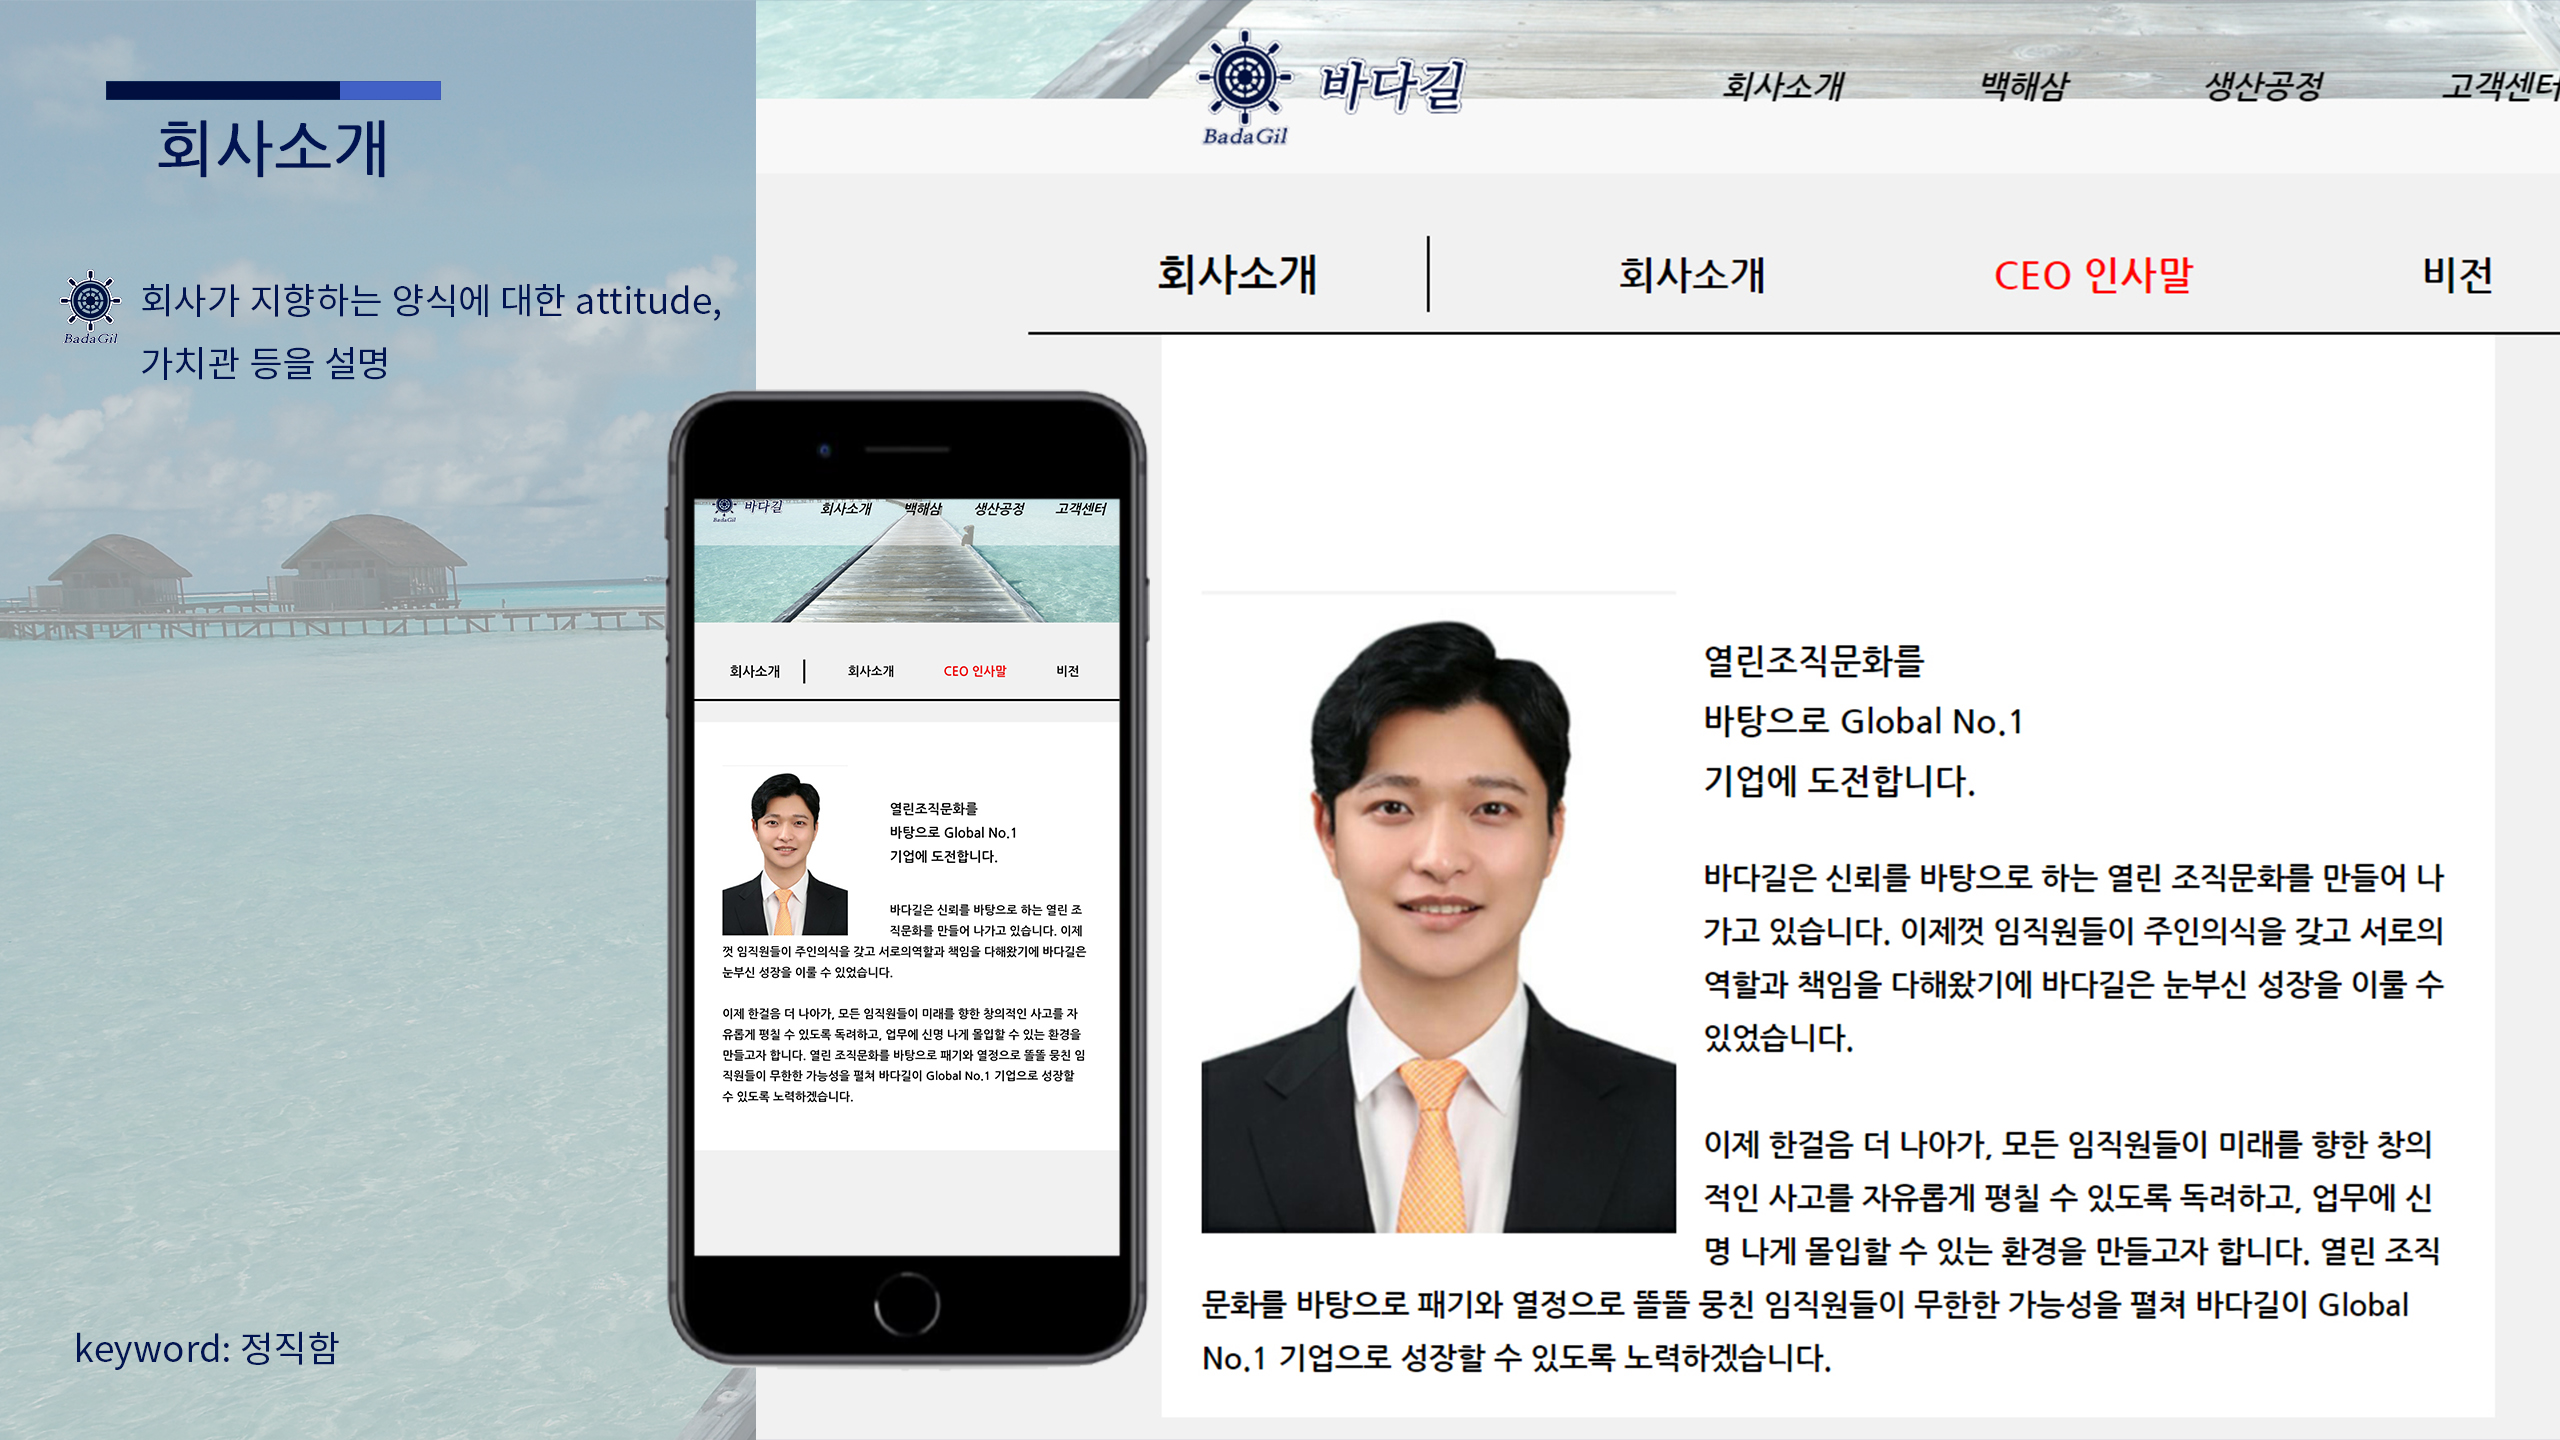 회사소개
회사가 지향하는 양식에 대한 attitude,
가치관 등을 설명
BadaGil
keyword: 정직함
바다길
BadaGil
회사소개 백해삼 생산공정 고객센터
회사소개 회사소개 CEO 인사말 비전
열린조직문화를
바탕으로 Global No.1
기업에 도전합니다.
바다길은 신뢰를 바탕으로 하는 열린 조직문화를 만들어 나
가고 있습니다. 이제껏 임직원들이 주인의식을 갖고 서로의
역할과 책임을 다해왔기에 바다길은 눈부신 성장을 이룰 수
있었습니다.
이제 한걸음 더 나아가, 모든 임직원들이 미래를 향한 창의
적인 사고를 자유롭게 평칠 수 있도록 독려하고, 업무에 신
명 나게 몰입할 수 있는 환경을 만들고자 합니다. 열린 조직
문화를 바탕으로 패기와 열정으로 똘똘 뭉친 임직원들이 무한한 가능성을 펼쳐 바다길이 Global
No.1 기업으로 성장할 수 있도록 노력하겠습니다.
바다길
BadaGil
회사소개 백해삼 생산공정 고객센터
회사소개 회사소개 CEO 인사말 비전
열린조직문화를
바탕으로 Global No.1
기업에 도전합니다.
바다길은 신뢰를 바탕으로 하는 열린 조
직문화를 만들어 나가고 있습니다. 이제
껏 임직원들이 주인의식을 갖고 서로의역할과 책임을 다해왔기에 바다길은
눈부신 성장을 이룰 수 있었습니다.
이제 한걸음 더 나아가, 모든 임직원들이 미래를 향한 창의적인 사고를 자
유롭게 평칠 수 있도록 독려하고, 업무에 신명 나게 몰입할 수 있는 환경을
만들고자 합니다. 열린 조직문화를 바탕으로 패기와 열정으로 똘똘 뭉친 임
직원들이 무한한 가능성을 펼쳐 바다길이 Global No.1 기업으로 성장할
수 있도록 노력하겠습니다.